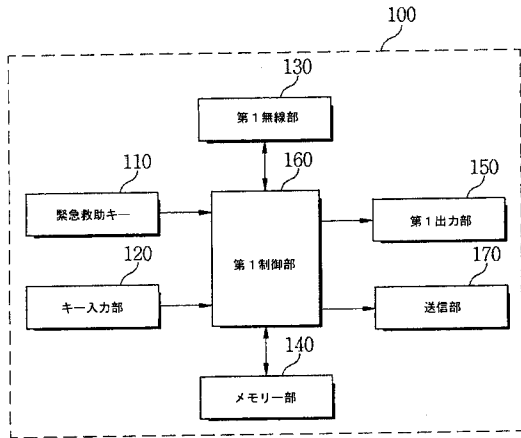 100
130
第1無線部
110
160
150
緊急救助キー
第1出力部
第1制御部
120
170
キー入力部
送信部
140
メモリー部